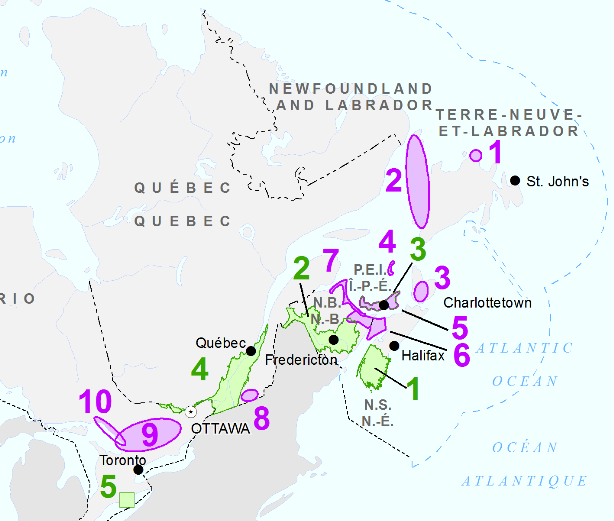 NEWFOUNDLAND
AND LABRADOR
TERRE-NEUVE-
ET-LABRADOR
1
2
St. John's
QUÉBEC
QUEBEC
4
3
7
2
P.E.I.
Î.-P.-É.
3
N.B.
N.-B.
Charlottetown
RIO
5
Québec
Fredericton
Halifax
6
ATLANTIC
OCEAN
4
1
8
N.S.
N.-É.
10
9
OTTAWA
Toronto
5
OCÉAN
ATLANTIQUE